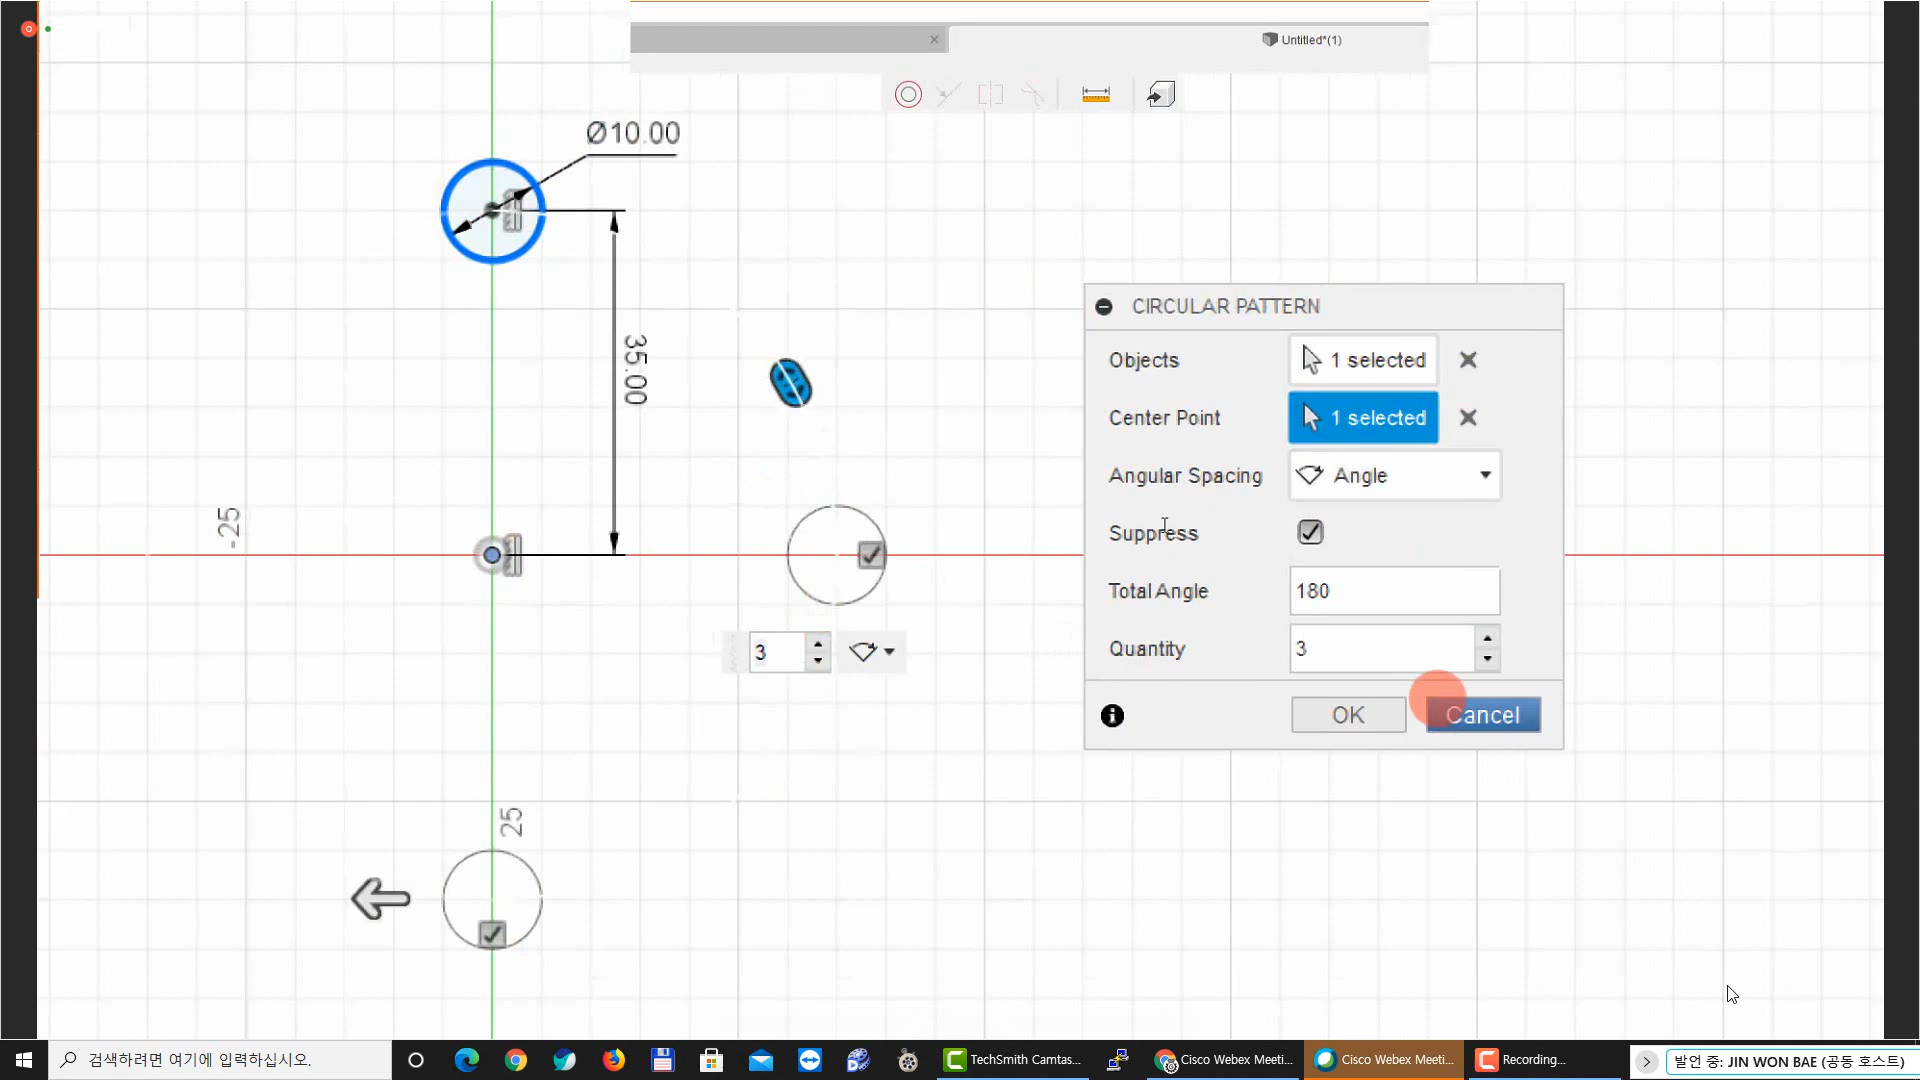 Untitled*(1)
Ø10.00
35.00
-25
25
3
CIRCULAR PATTERN
Objects
1 selected
Center Point
1 selected
Angular Spacing
Angle
Suppress
Total Angle
180
Quantity
3
OK
Cancel
검색하려면 여기에 입력하십시오.
TechSmith Camtas...
Cisco Webex Meeti...
Cisco Webex Meeti...
Recording...
발언 중: JIN WON BAE (공동 호스트)